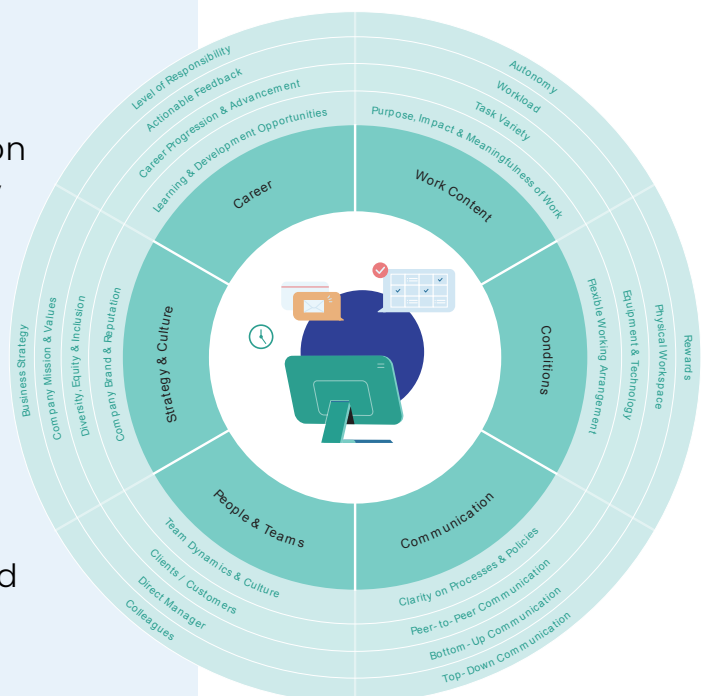 on
d
Career
Level of Responsibility
Actionable Feedback
Career Progression & Advancement
Learning & Development Opportunities
Work Content
Autonomy
Workload
Task Variety
Purpose, Impact & Meaningfulness of Work
Conditions
Flexible Working Arrangement
Equipment & Technology
Physical Workspace
Rewards
Communication
Clarity on Processes & Policies
Peer-to-Peer Communication
Bottom-Up Communication
Top-Down Communication
People & Teams
Team Dynamics & Culture
Clients / Customers
Direct Manager
Colleagues
Strategy & Culture
Business Strategy
Company Mission & Values
Diversity, Equity & Inclusion
Company Brand & Reputation